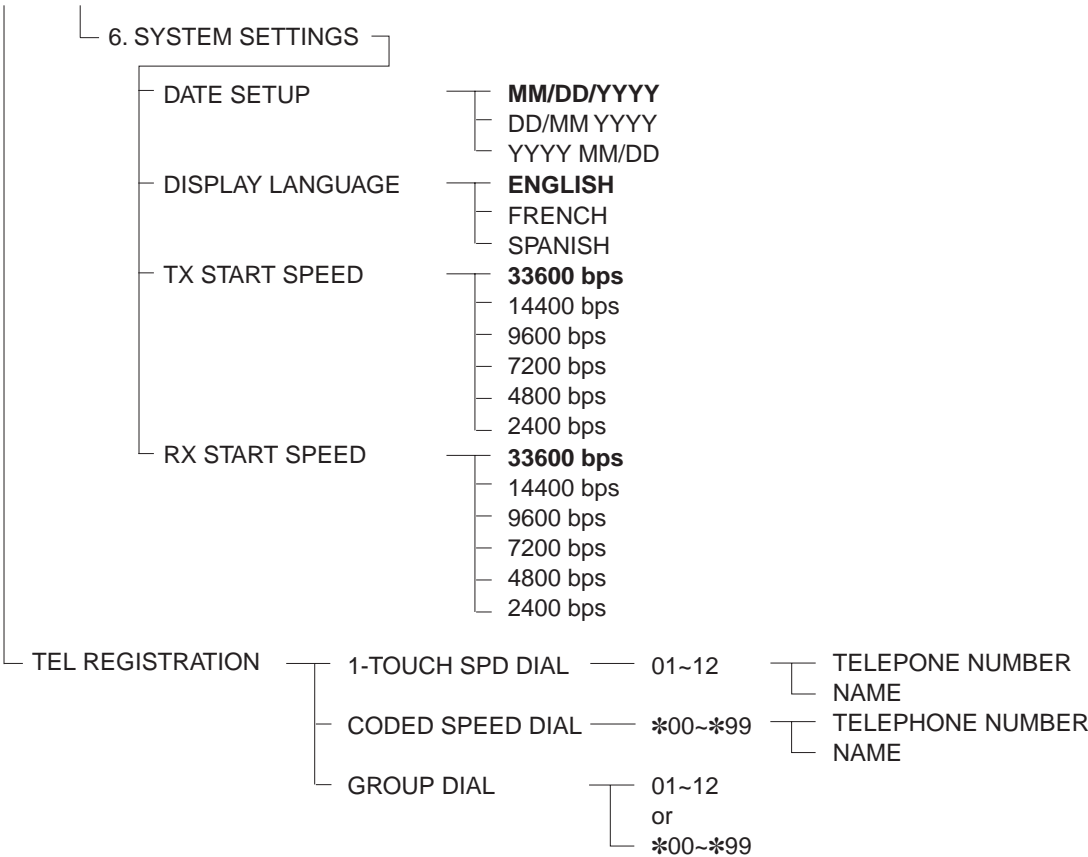 6. SYSTEM SETTINGS
DATE SETUP MM/DD/YYYY
DD/MM YYYY
YYYY MM/DD
DISPLAY LANGUAGE ENGLISH
FRENCH
SPANISH
TX START SPEED 33600 bps
14400 bps
9600 bps
7200 bps
4800 bps
2400 bps
RX START SPEED 33600 bps
14400 bps
9600 bps
7200 bps
4800 bps
2400 bps
TEL REGISTRATION 1-TOUCH SPD DIAL 01~12 TELEPONE NUMBER
NAME
CODED SPEED DIAL ✽00~✽99 TELEPHONE NUMBER
NAME
GROUP DIAL 01~12
or
✽00~✽99